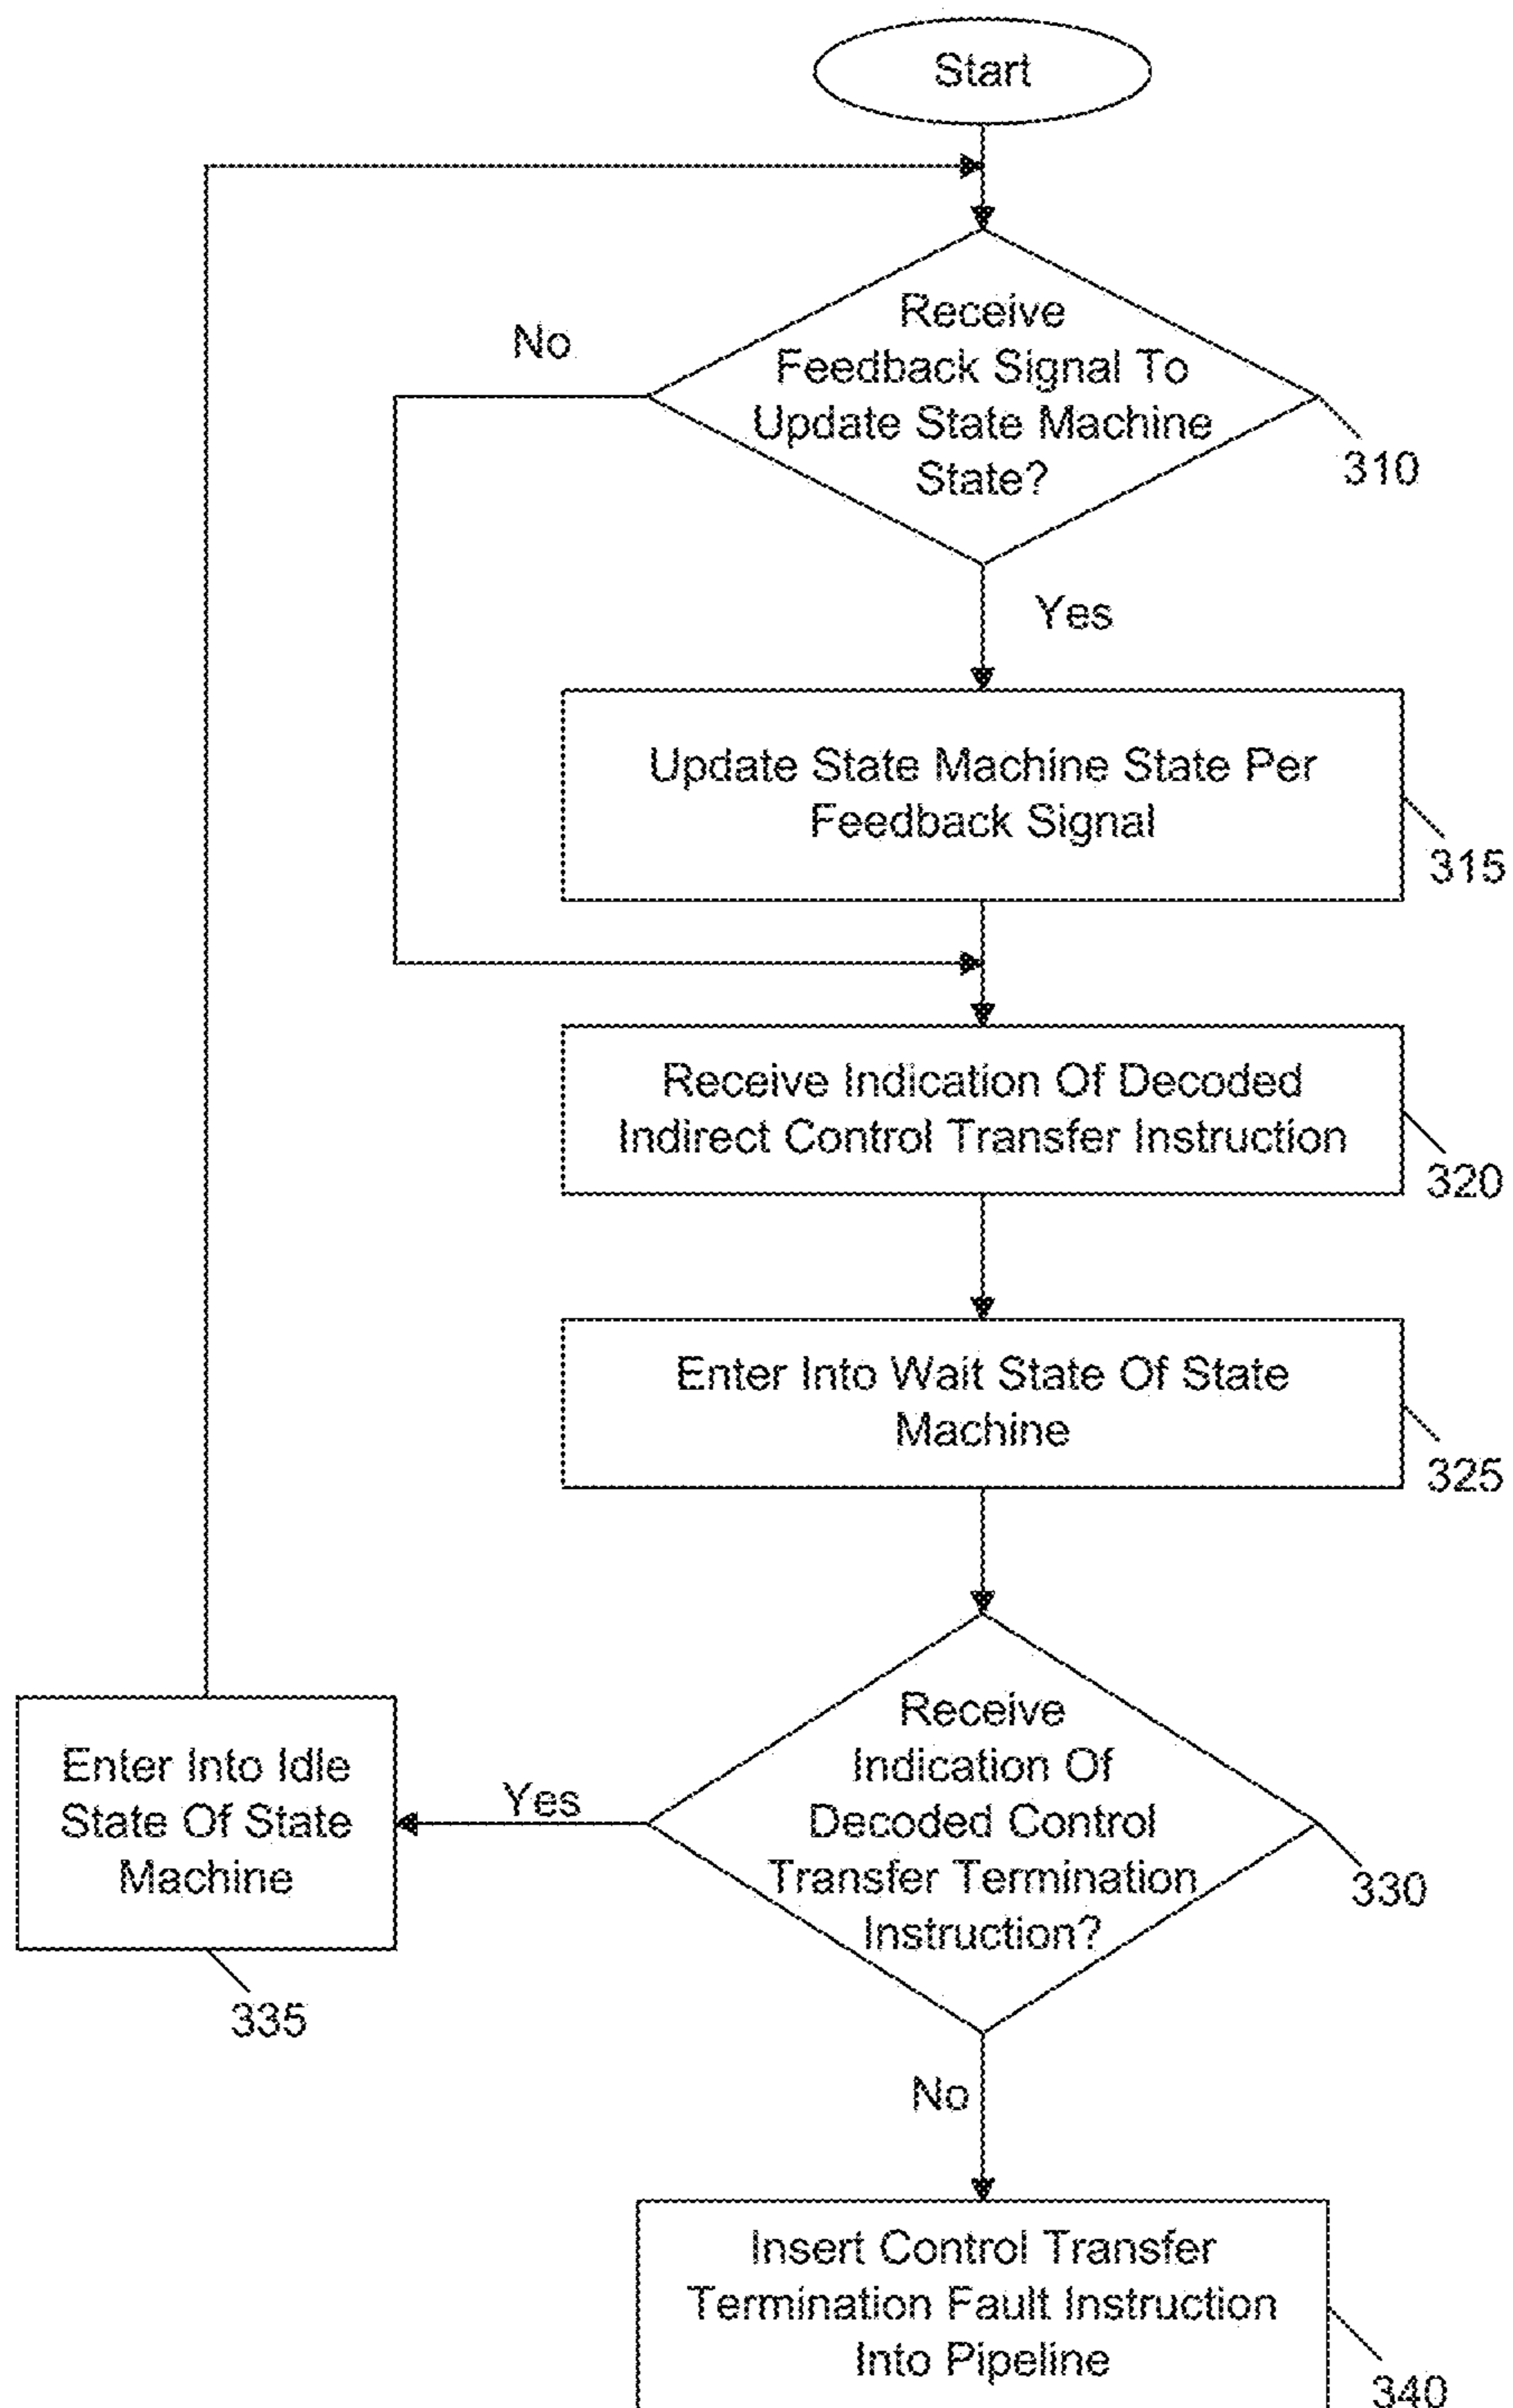 Start
Receive
Feedback Signal To
Update State Machine
State?
No
310
Yes
Update State Machine State Per
Feedback Signal
315
Receive Indication Of Decoded
Indirect Control Transfer Instruction
320
Enter Into Wait State Of State
Machine
325
Receive
Indication Of
Decoded Control
Transfer Termination
Instruction?
330
Yes
Enter Into Idle
State Of State
Machine
335
No
Insert Control Transfer
Termination Fault Instruction
Into Pipeline
340